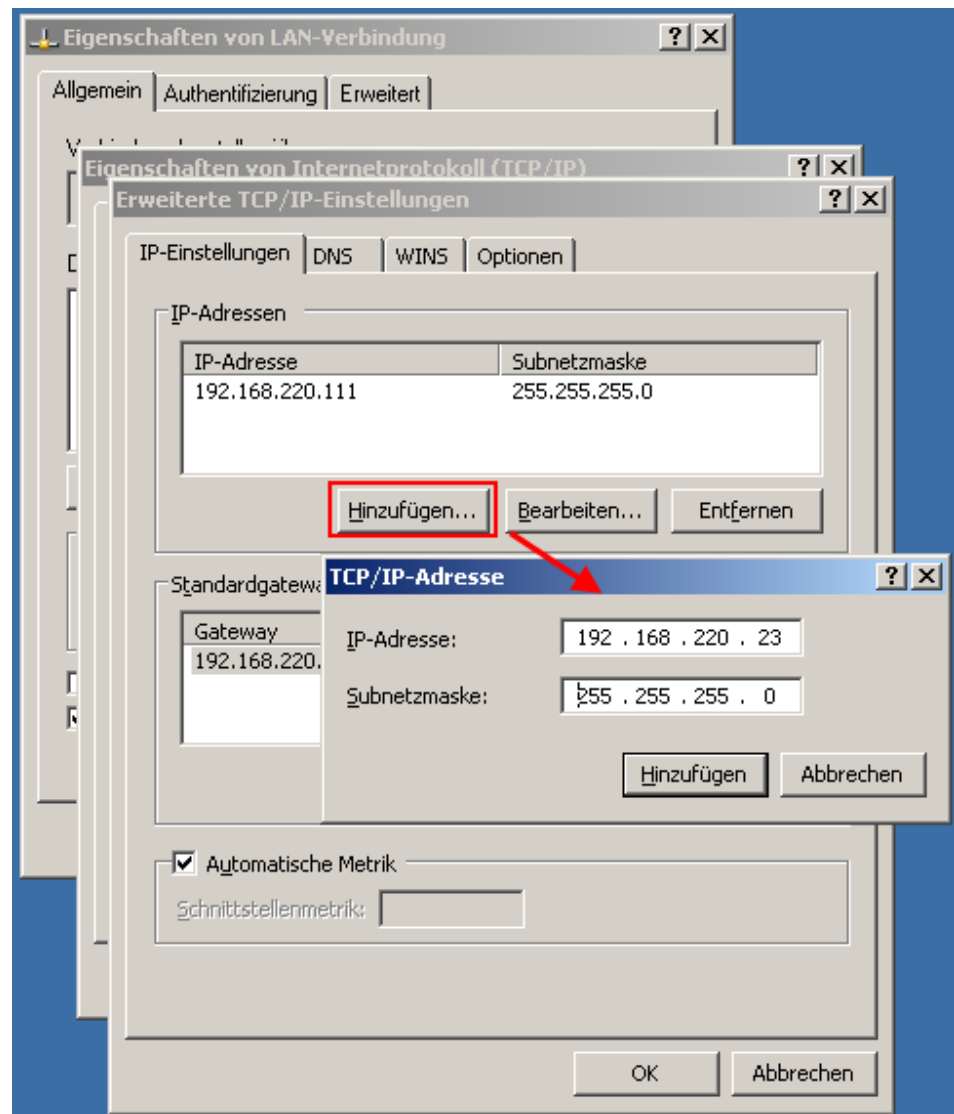 Eigenschaften von LAN-Verbindung
Allgemein Authentifizierung Erweitert
Eigenschaften von Internetprotokoll (TCP/IP)
Erweiterte TCP/IP-Einstellungen
IP-Einstellungen DNS WINS Optionen
IP-Adressen
IP-Adresse Subnetzmaske
192.168.220.111 255.255.255.0
Hinzufügen... Bearbeiten... Entfernen
TCP/IP-Adresse
IP-Adresse: 192 . 168 . 220 . 23
Subnetzmaske: 255 . 255 . 255 . 0
Hinzufügen Abbrechen
Gateway
192.168.220.
Automatische Metrik
Schnittstellenmetrik:
OK Abbrechen